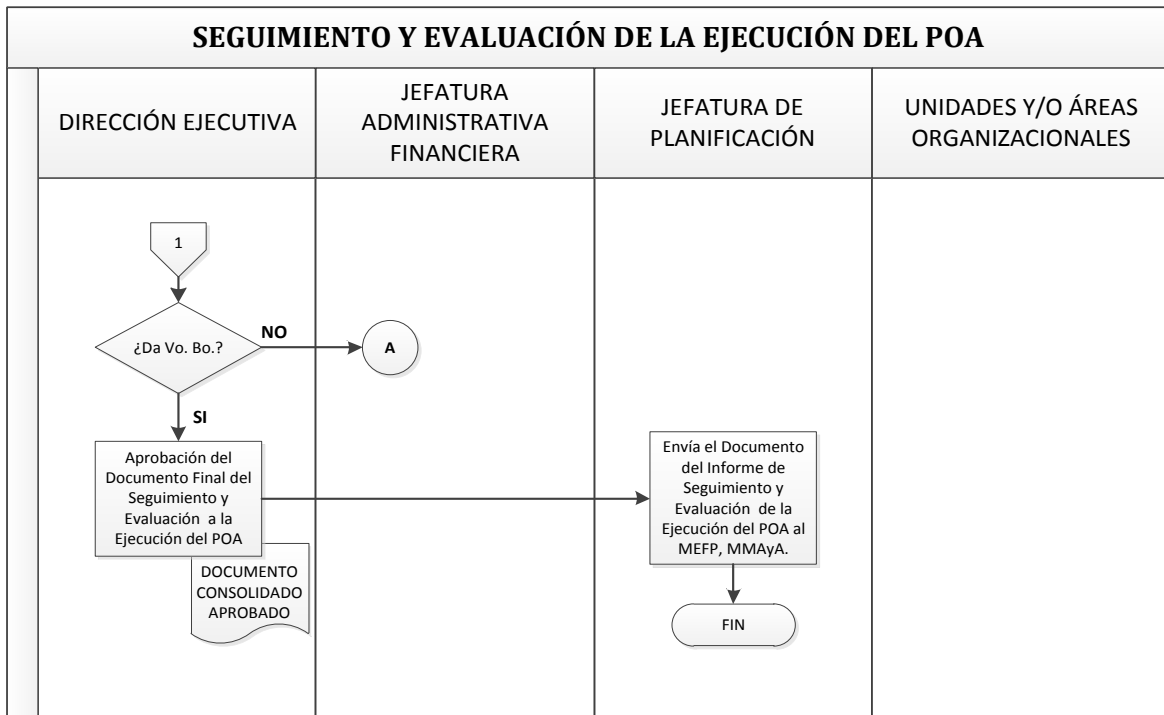 SEGUIMIENTO Y EVALUACIÓN DE LA EJECUCIÓN DEL POA
DIRECCIÓN EJECUTIVA
JEFATURA
ADMINISTRATIVA
FINANCIERA
JEFATURA DE
PLANIFICACIÓN
UNIDADES Y/O ÁREAS
ORGANIZACIONALES
1
¿Da Vo. Bo.?
NO
A
SI
Aprobación del
Documento Final del
Seguimiento y
Evaluación a la
Ejecución del POA
DOCUMENTO
CONSOLIDADO
APROBADO
Envía el Documento
del Informe de
Seguimiento y
Evaluación de la
Ejecución del POA al
MEFP, MMAyA.
FIN